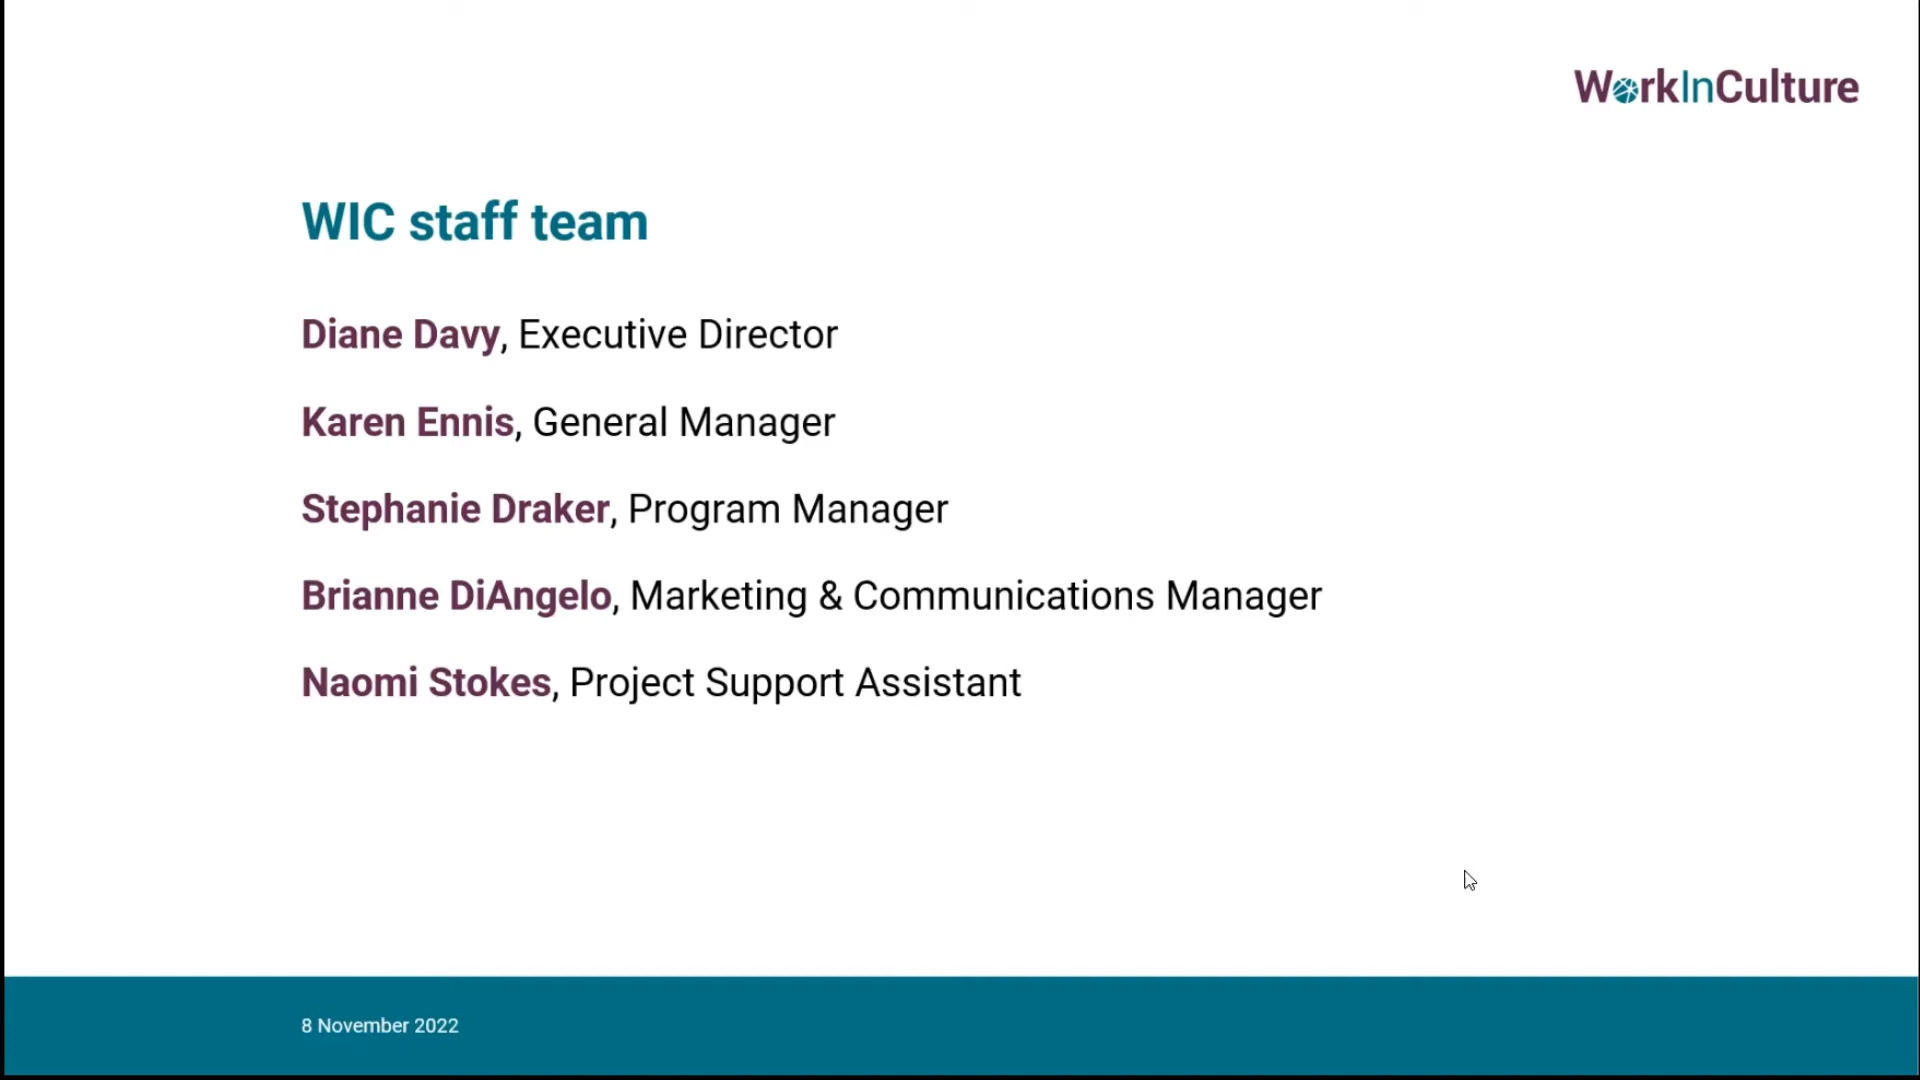 WorkInCulture
WIC staff team
Diane Davy, Executive Director
Karen Ennis, General Manager
Stephanie Draker, Program Manager
Brianne DiAngelo, Marketing & Communications Manager
Naomi Stokes, Project Support Assistant
8 November 2022